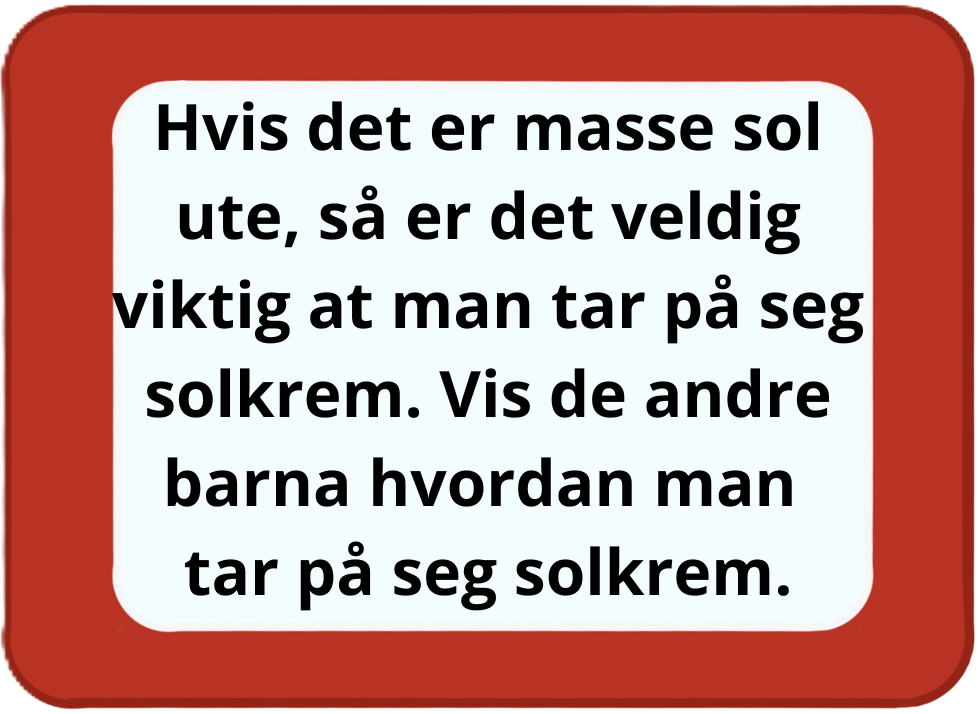 Hvis det er masse sol
ute, så er det veldig
viktig at man tar på seg
solkrem. Vis de andre
barna hvordan man
tar på seg solkrem.